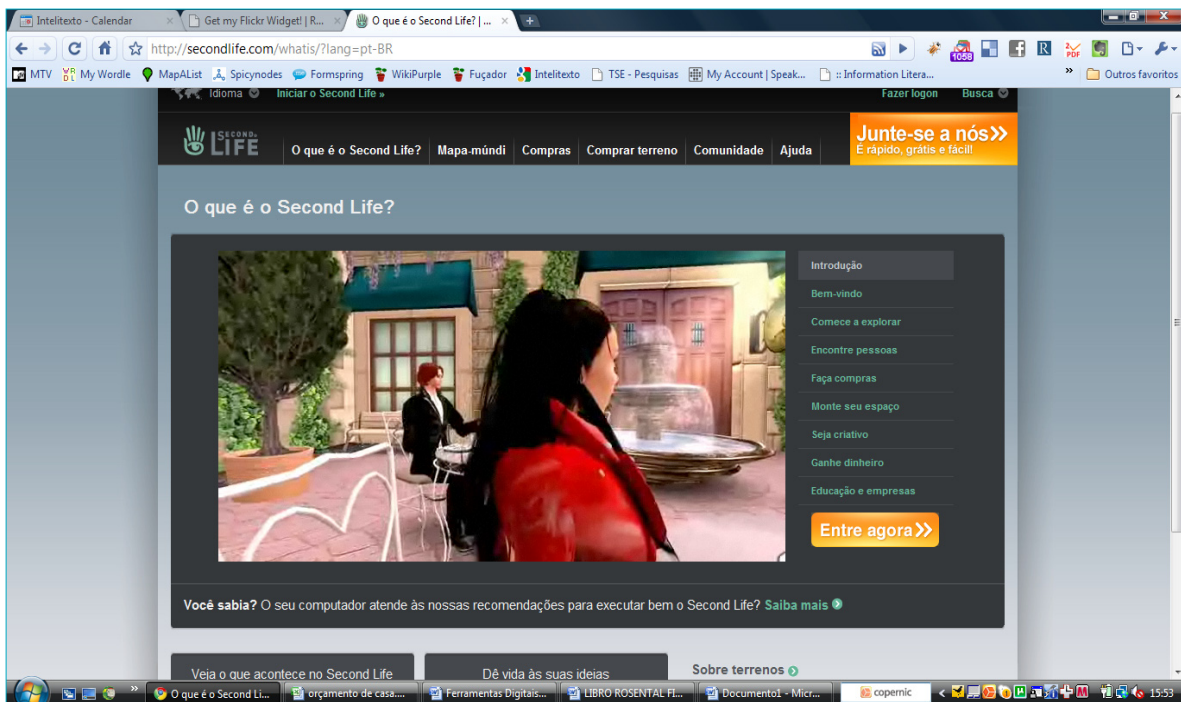 Intelitexto - Calendar
Get my Flickr Widget! | R...
O que é o Second Life? | ...
http://secondlife.com/whatis/?lang=pt-BR
1058
MTV My Wordle MapAList Spicynodes Formspring WikiPurple Fuçador Intelitexto TSE - Pesquisas My Account | Speak... :: Information Litera... » Outros favoritos
Idioma Iniciar o Second Life » Fazer logon Busca
SECOND LIFE
O que é o Second Life? Mapa-múndi Compras Comprar terreno Comunidade Ajuda
Junte-se a nós
É rápido, grátis e fácil!
O que é o Second Life?
Introdução
Bem-vindo
Comece a explorar
Encontre pessoas
Faça compras
Monte seu espaço
Seja criativo
Ganhe dinheiro
Educação e empresas
Entre agora
Você sabia? O seu computador atende às nossas recomendações para executar bem o Second Life? Saiba mais
Veja o que acontece no Second Life
Dê vida às suas ideias
Sobre terrenos
O que é o Second Li... orçamento de casa.... Ferramentas Digitais... LIBRO ROSENTAL FI... Documento1 - Micr... copernic 15:53